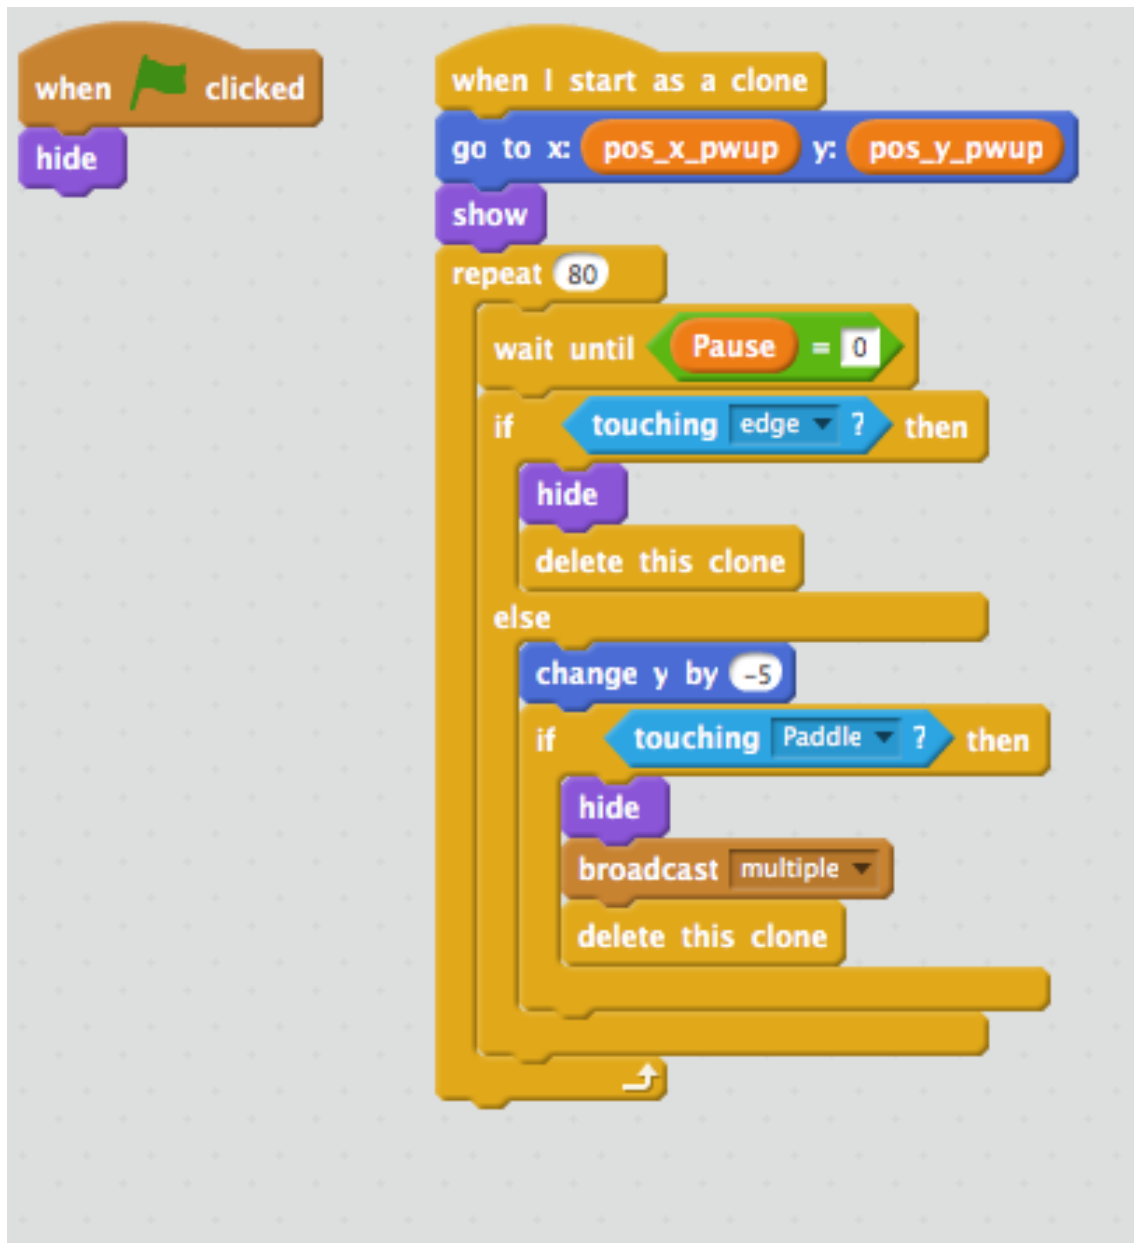 when clicked
hide
when I start as a clone
go to x: pos_x_pwup y: pos_y_pwup
show
repeat 80
wait until Pause = 0
if touching edge ? then
hide
delete this clone
else
change y by -5
if touching Paddle ? then
hide
broadcast multiple
delete this clone